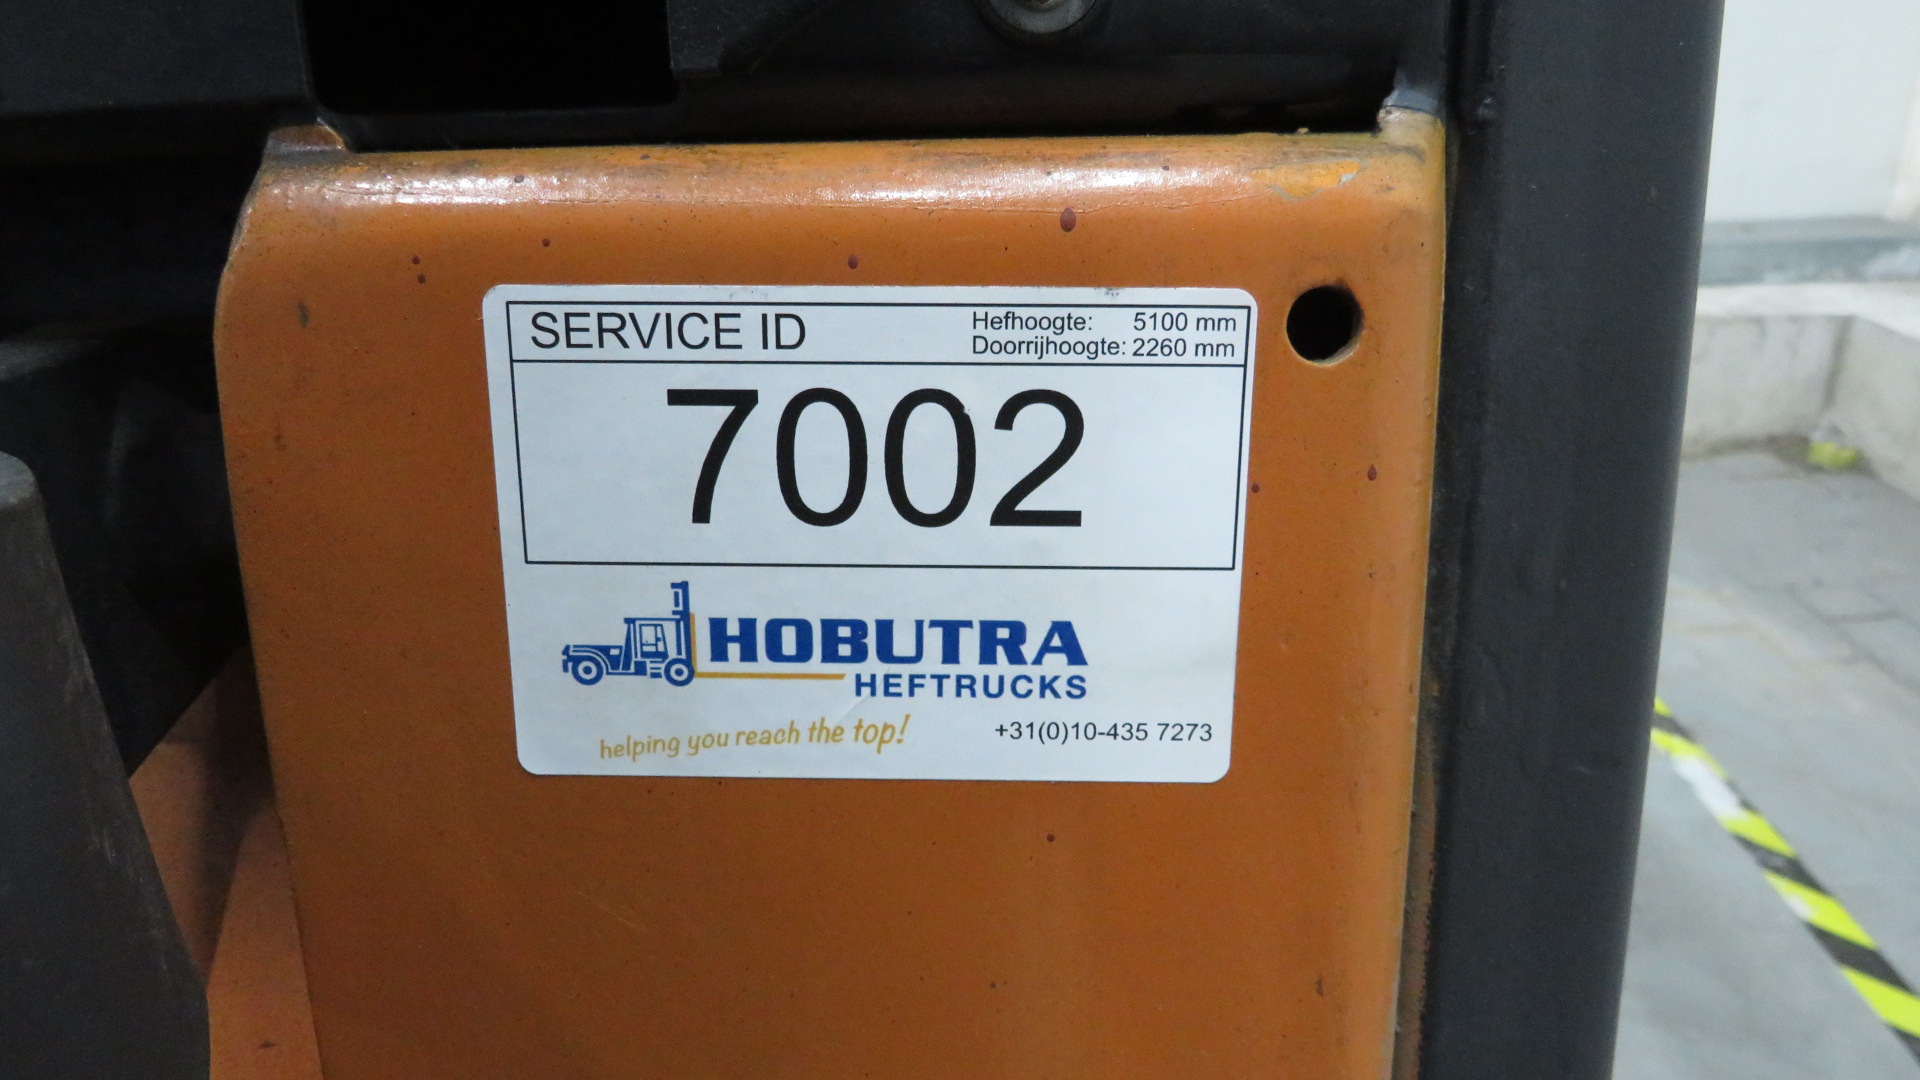 SERVICE ID
Hefhoogte: 5100 mm
Doorrijhoogte: 2260 mm
7002
HOBUTRA
HEFTRUCKS
helping you reach the top!
+31(0)10-435 7273